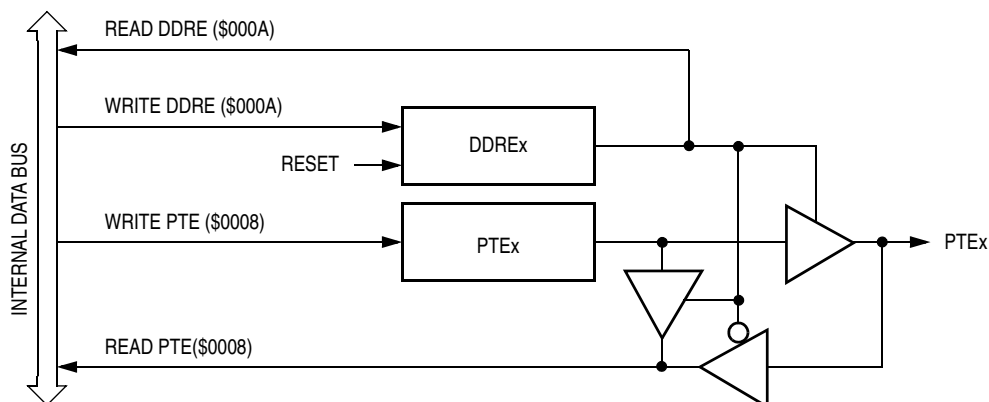 READ DDRE ($000A)
WRITE DDRE ($000A)
DDREx
RESET
INTERNAL DATA BUS
WRITE PTE ($0008)
PTEx
PTEx
READ PTE($0008)